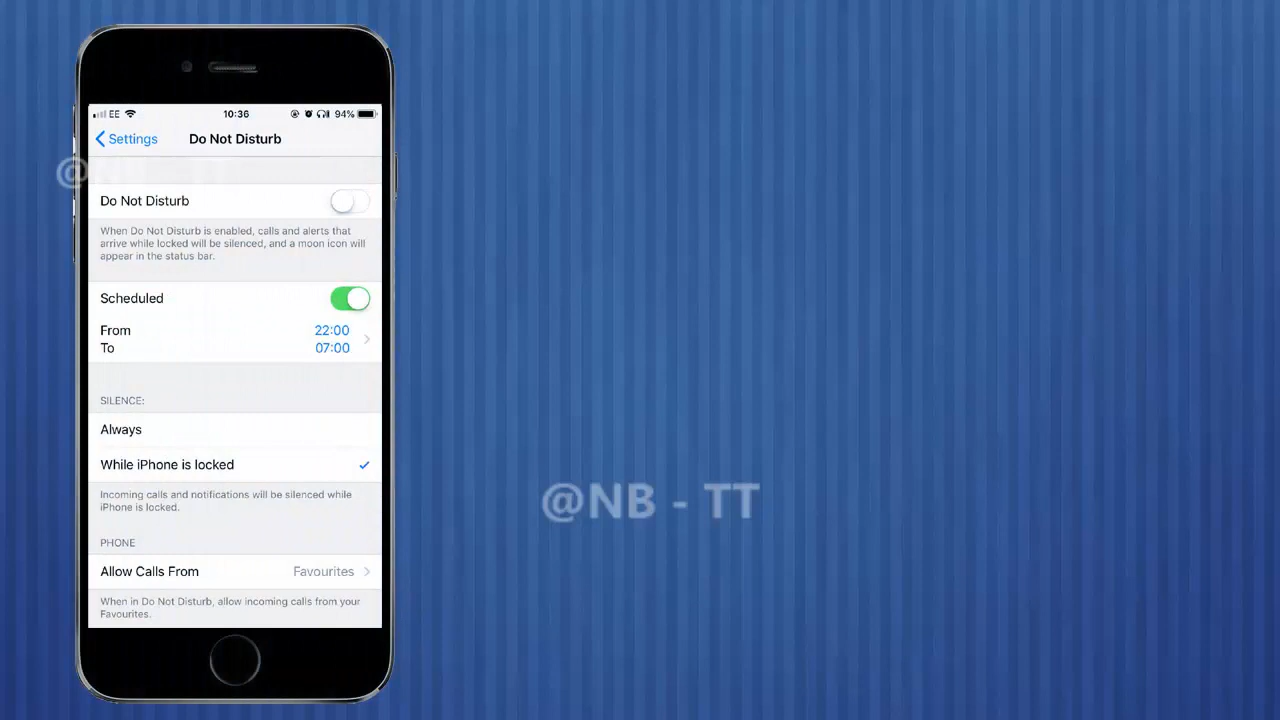 EE 10:36 94%
Settings Do Not Disturb
@NB - TT
Do Not Disturb
When Do Not Disturb is enabled, calls and alerts that
arrive while locked will be silenced, and a moon icon will
appear in the status bar.
Scheduled
From 22:00
To 07:00
SILENCE:
Always
While iPhone is locked
Incoming calls and notifications will be silenced while
iPhone is locked.
@NB - TT
PHONE
Allow Calls From Favourites
When in Do Not Disturb, allow incoming calls from your
Favourites.